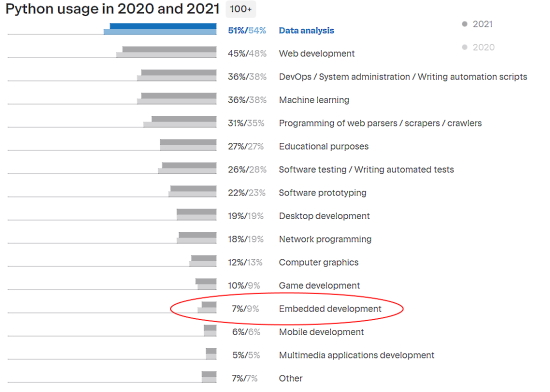 Python usage in 2020 and 2021 100+
2021
51%/54% Data analysis
2020
45%/48% Web development
36%/38% DevOps / System administration / Writing automation scripts
36%/38% Machine learning
31%/35% Programming of web parsers / scrapers / crawlers
27%/27% Educational purposes
26%/28% Software testing / Writing automated tests
22%/23% Software prototyping
19%/19% Desktop development
18%/19% Network programming
12%/13% Computer graphics
10%/9% Game development
7%/9% Embedded development
6%/6% Mobile development
5%/5% Multimedia applications development
7%/7% Other